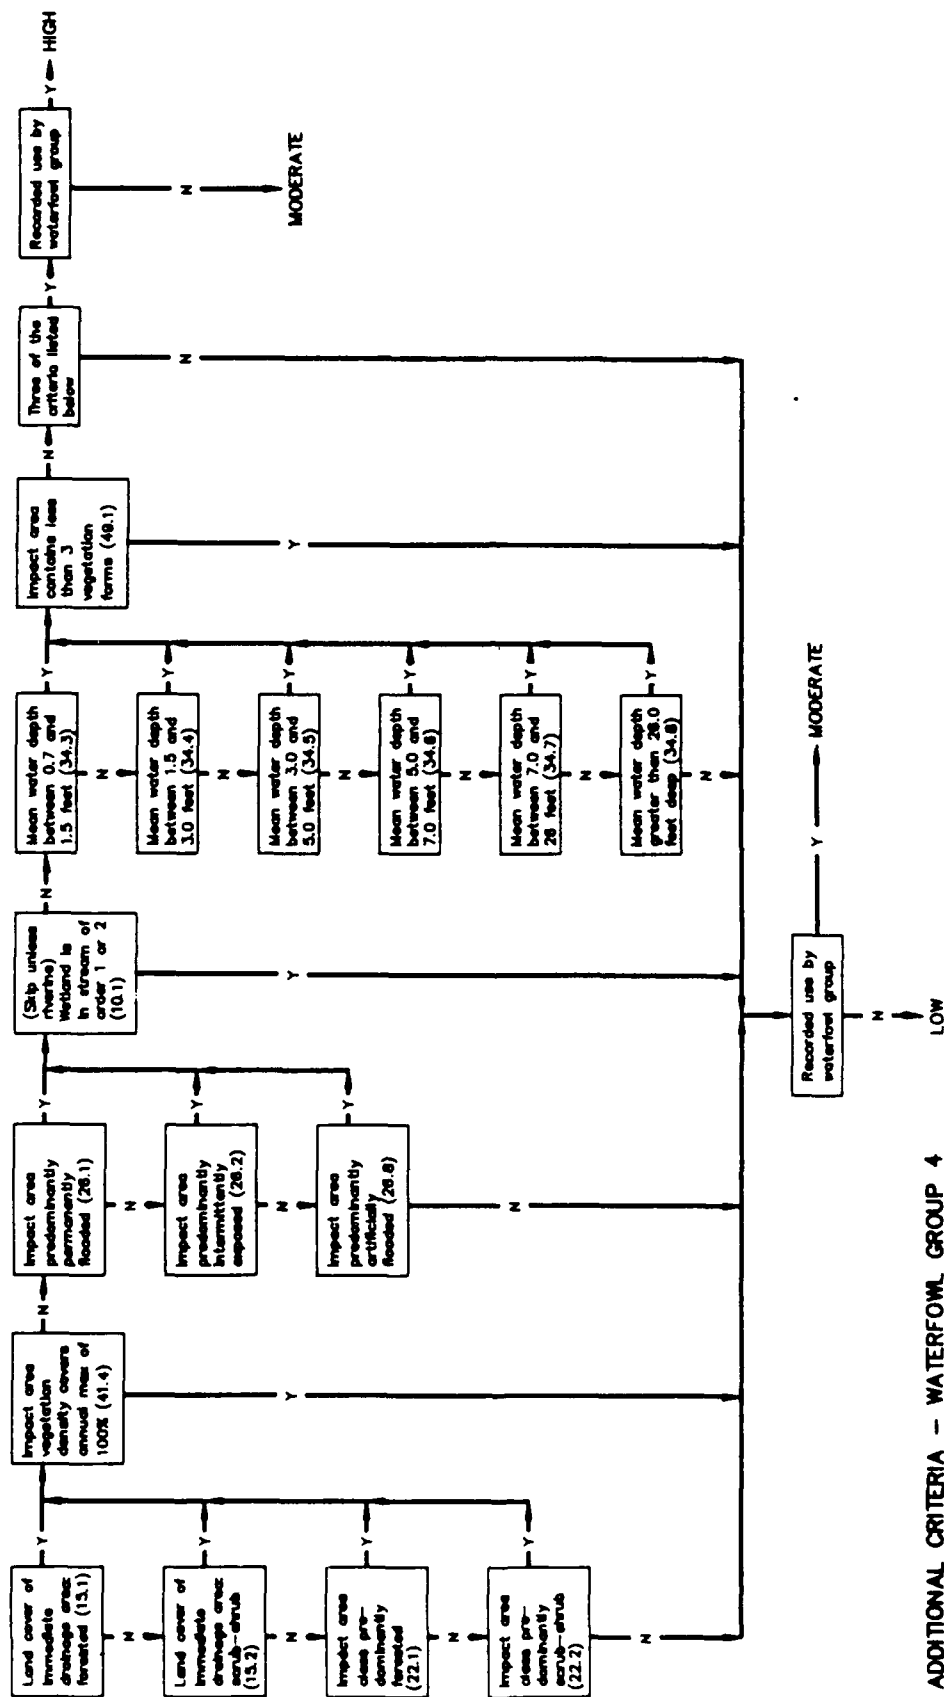 Land cover of
immediate
drainage area:
forested (15.1)
Y
N
Land cover of
immediate
drainage area:
scrub-shrub
(15.2)
Y
N
Impact area
class pre-
dominantly
forested
(22.1)
Y
N
Impact area
class pre-
dominantly
scrub-shrub
(22.2)
Y
N
Impact area
vegetation
density covers
annual max of
100% (41.4)
N
Y
Impact area
predominantly
permanently
flooded (26.1)
Y
N
Impact area
predominantly
intermittently
exposed (26.2)
Y
N
Impact area
predominantly
artificially
flooded (26.8)
Y
N
(Skip unless
riverine)
Wetland is
in stream of
order 1 or 2
(10.1)
N
Y
Mean water depth
between 0.7 and
1.5 feet (34.3)
Y
N
Mean water depth
between 1.5 and
3.0 feet (34.4)
Y
N
Mean water depth
between 3.0 and
5.0 feet (34.5)
Y
N
Mean water depth
between 5.0 and
7.0 feet (34.6)
Y
N
Mean water depth
between 7.0 and
26 feet (34.7)
Y
N
Mean water depth
greater than 26.0
feet deep (34.8)
Y
N
Impact area
contains less
than 3
vegetation
forms (49.1)
N
Y
Three of the
criteria listed
below
Y
N
Recorded use by
waterfowl group
Y
HIGH
N
MODERATE
Recorded use by
waterfowl group
Y
MODERATE
N
LOW
ADDITIONAL CRITERIA - WATERFOWL GROUP 4